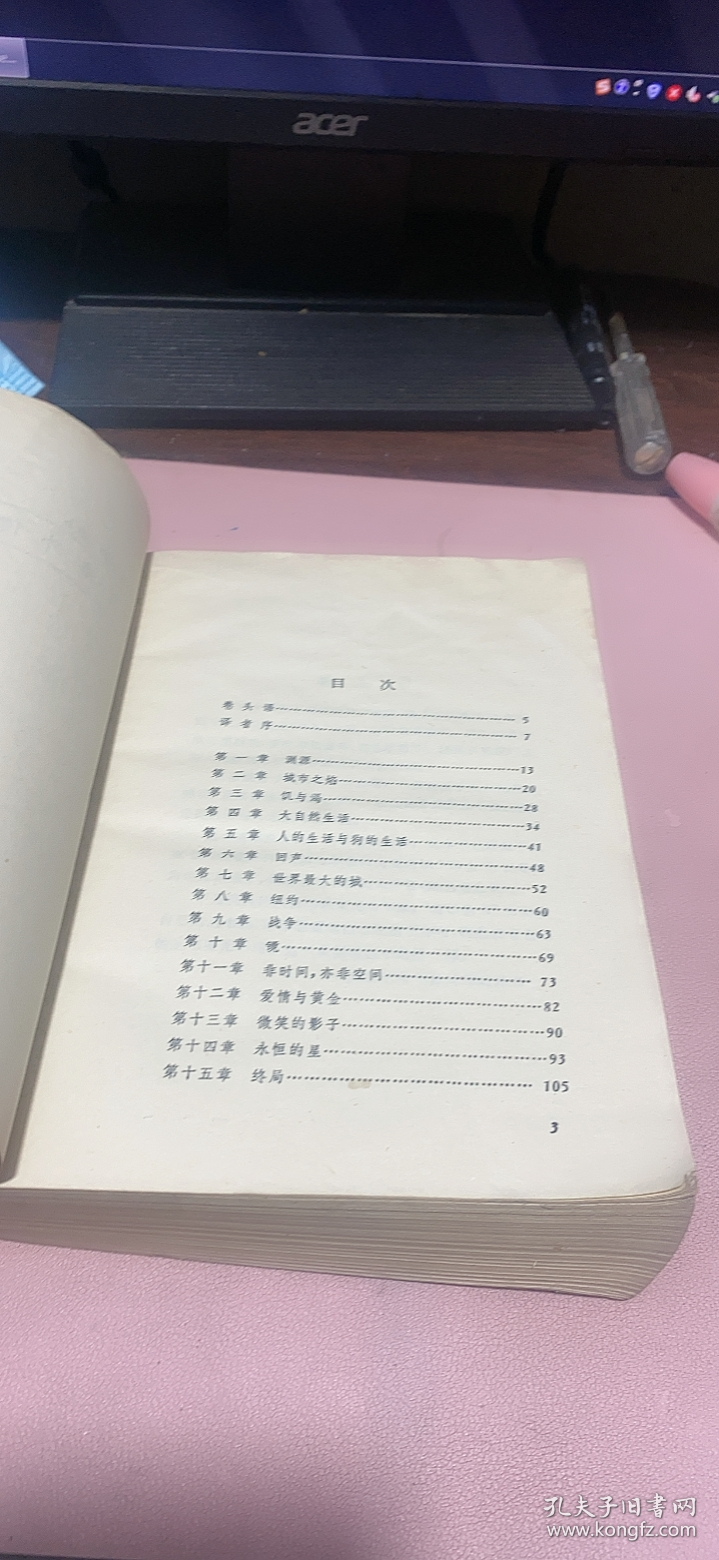 acer
目 次
卷头语……5
译者序……7
第一章 溯源……13
第二章 城市之焰……20
第三章 饥与渴……28
第四章 大自然生活……34
第五章 人的生活与狗的生活……41
第六章 回声……48
第七章 世界最大的城……52
第八章 纽约……60
第九章 战争……63
第十章 镜……69
第十一章 非时间，亦非空间……73
第十二章 爱情与黄金……82
第十三章 微笑的影子……90
第十四章 永恒的星……93
第十五章 终局……105
3
孔夫子旧书网
www.kongfz.com